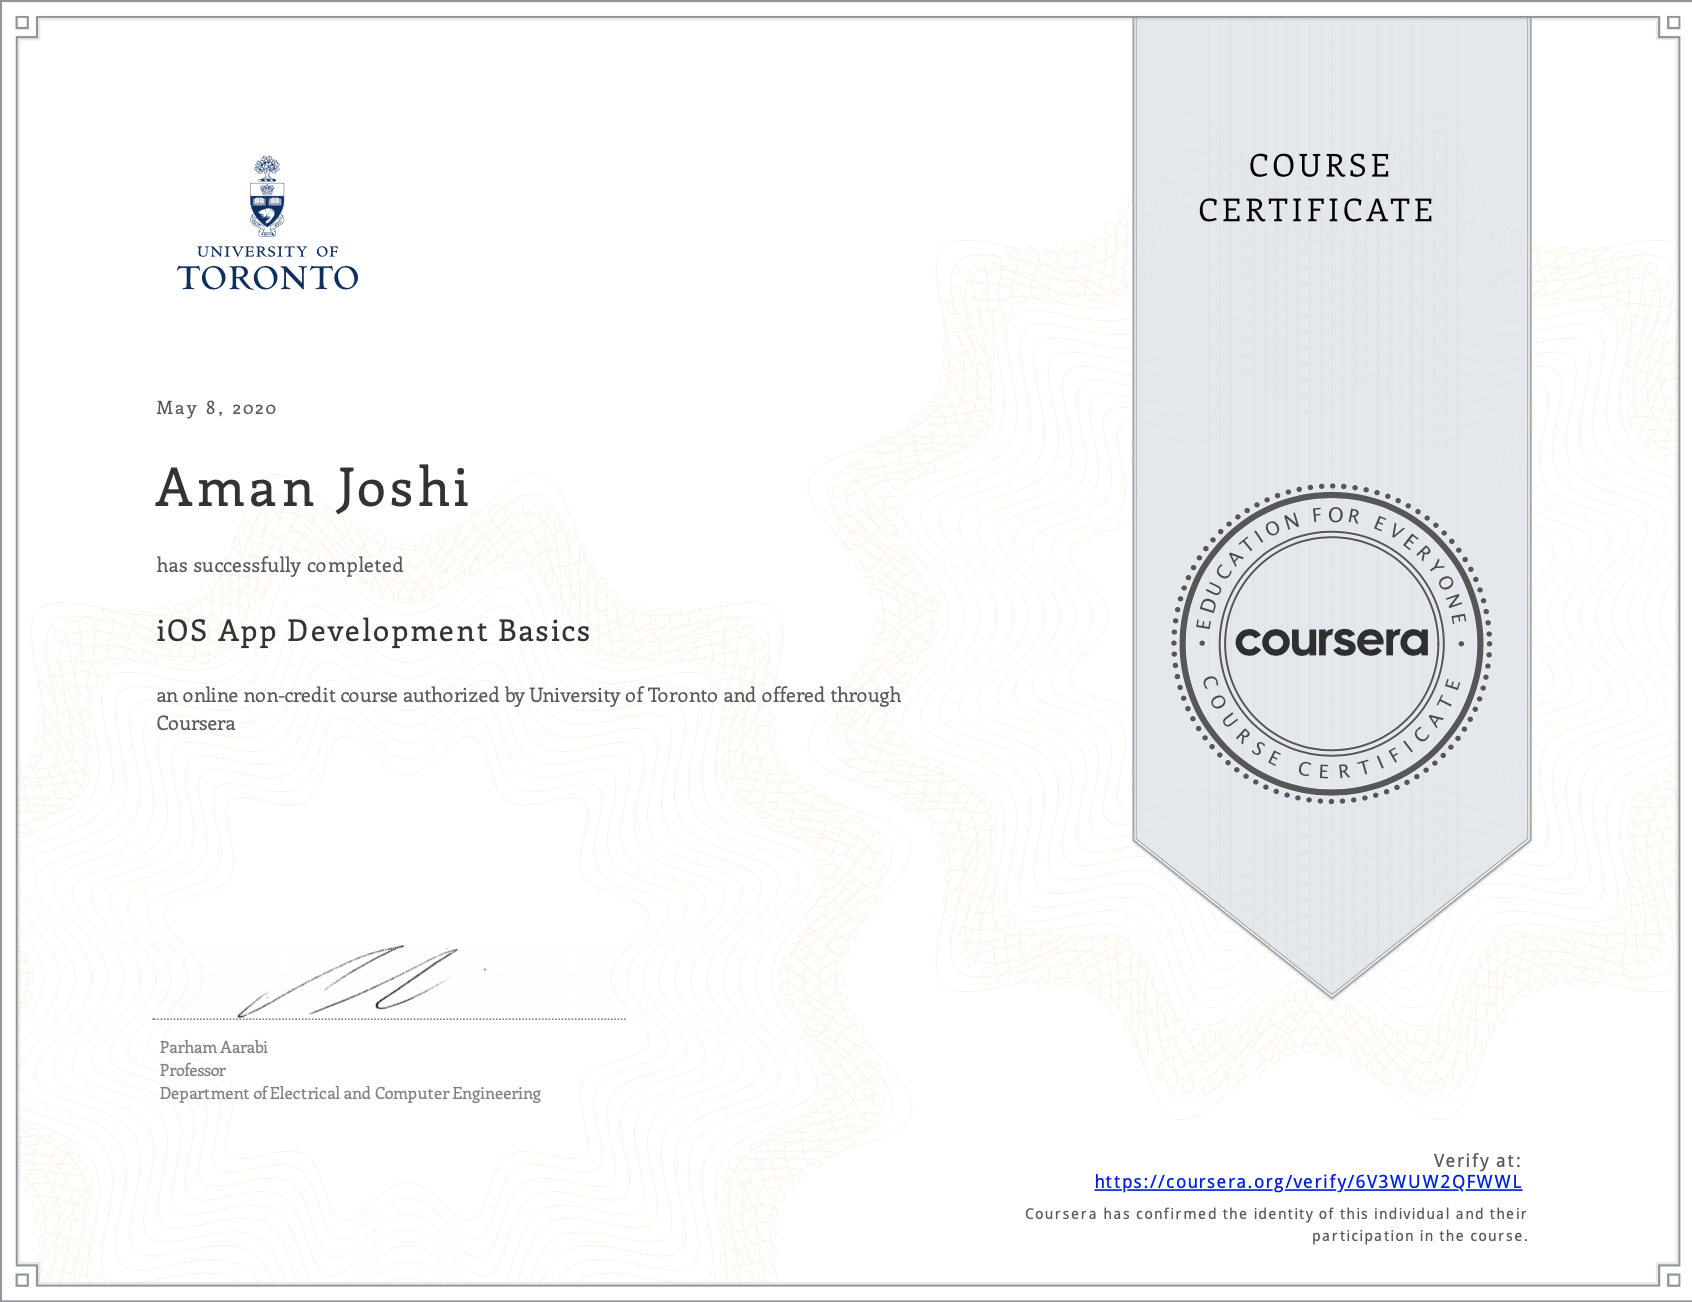 COURSE
CERTIFICATE
UNIVERSITY OF
TORONTO
May 8, 2020
Aman Joshi
has successfully completed
iOS App Development Basics
an online non-credit course authorized by University of Toronto and offered through
Coursera
EDUCATION FOR EVERYONE
coursera
COURSE CERTIFICATE
Parham Aarabi
Professor
Department of Electrical and Computer Engineering
Verify at:
https://coursera.org/verify/6V3WUW2QFWWL
Coursera has confirmed the identity of this individual and their
participation in the course.